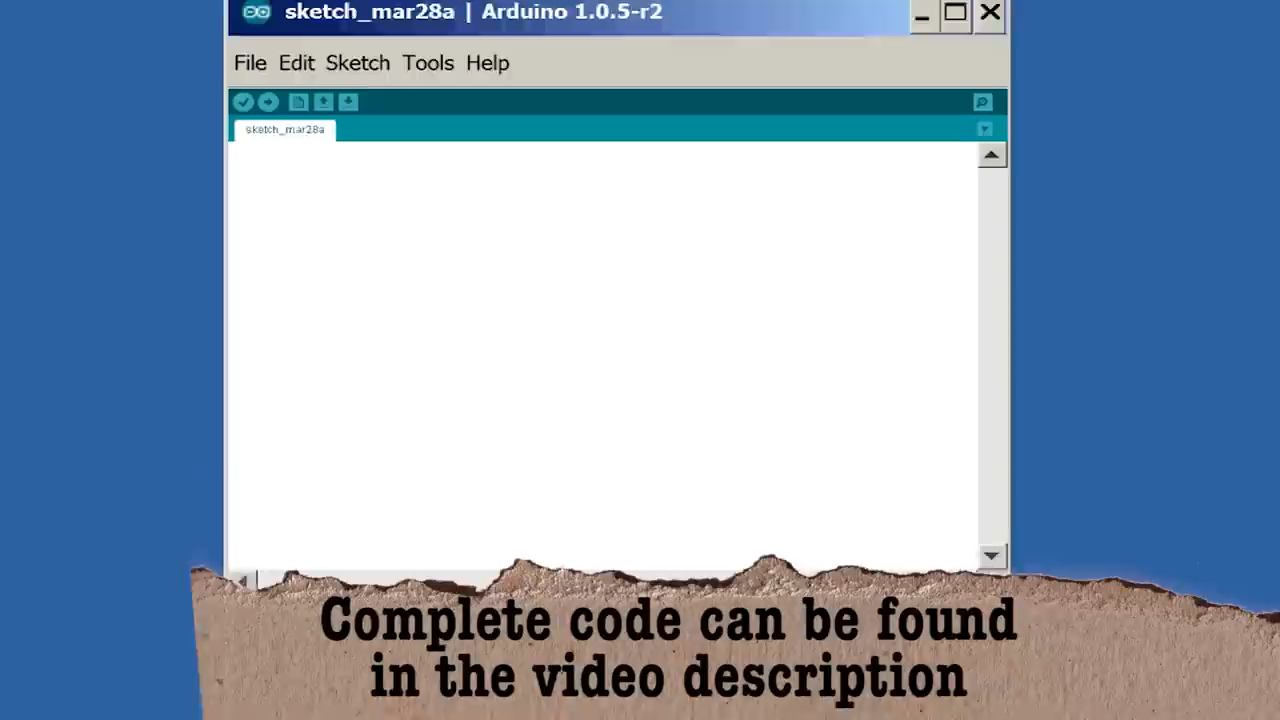 sketch_mar28a | Arduino 1.0.5-r2
File Edit Sketch Tools Help
sketch_mar28a
Complete code can be found
in the video description